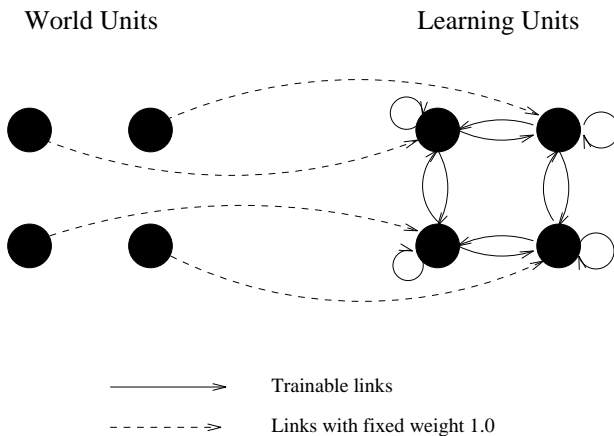 World Units
Learning Units
Trainable links
Links with fixed weight 1.0